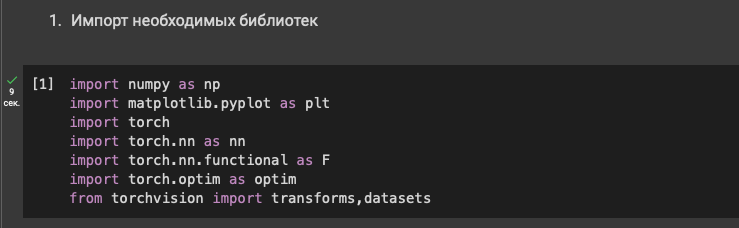 1. Импорт необходимых библиотек
9
сек.
[1] import numpy as np
import matplotlib.pyplot as plt
import torch
import torch.nn as nn
import torch.nn.functional as F
import torch.optim as optim
from torchvision import transforms,datasets